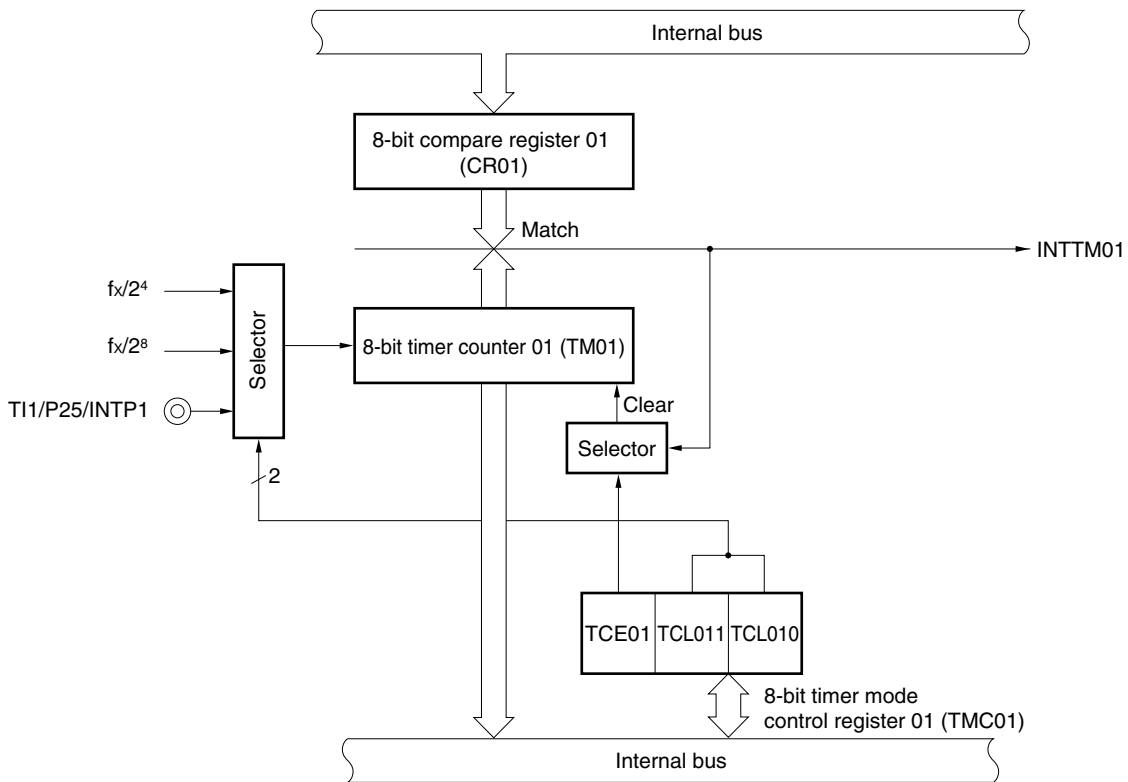 Internal bus
8-bit compare register 01
(CR01)
Match
INTTM01
fx/2⁴
fx/2⁸
TI1/P25/INTP1
Selector
8-bit timer counter 01 (TM01)
Clear
Selector
2
TCE01
TCL011
TCL010
8-bit timer mode
control register 01 (TMC01)
Internal bus